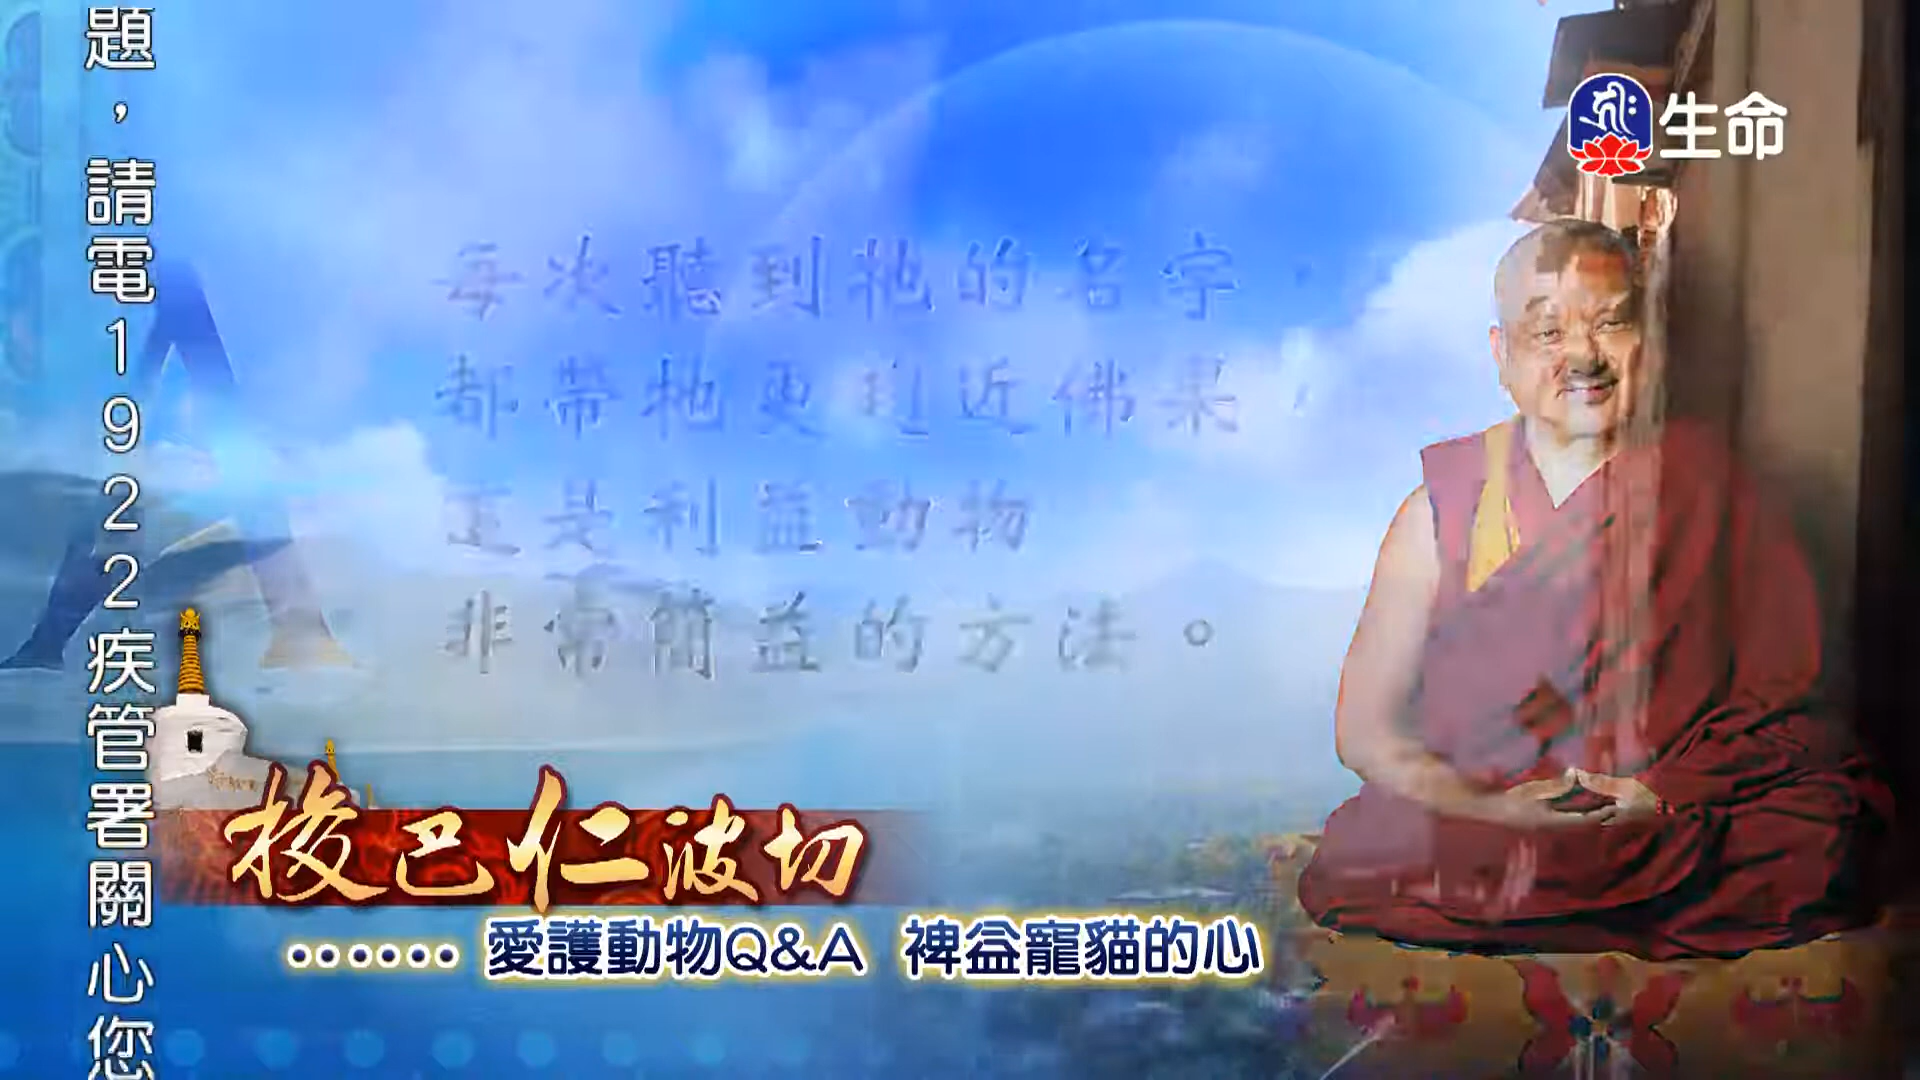 題，請電1922疾管署關心您
生命
每次聽到牠的名字，
都帶牠更到近佛果，
正是利益動物
非常簡益的方法。
梭巴仁波切
......愛護動物Q&A 裨益寵貓的心